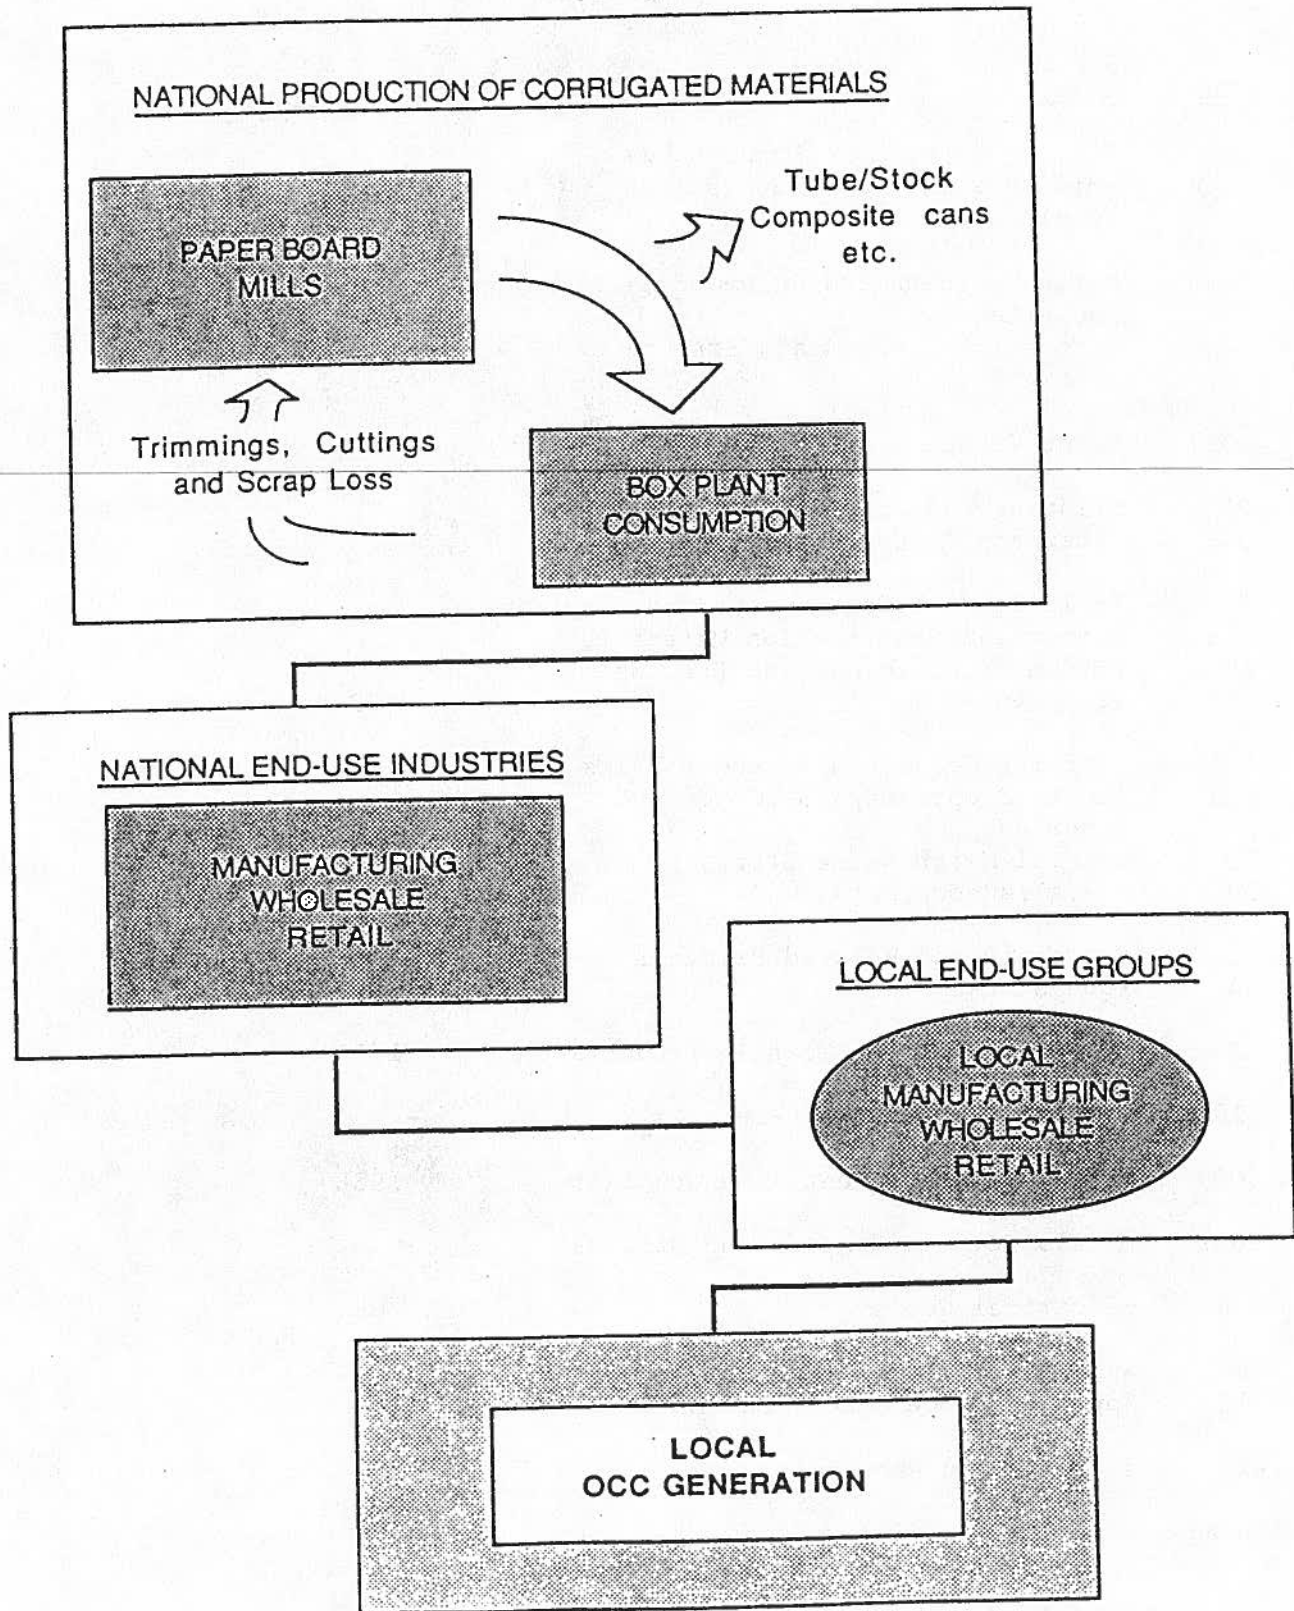 NATIONAL PRODUCTION OF CORRUGATED MATERIALS
PAPER BOARD
MILLS
Tube/Stock
Composite cans
etc.
Trimmings, Cuttings
and Scrap Loss
BOX PLANT
CONSUMPTION
NATIONAL END-USE INDUSTRIES
MANUFACTURING
WHOLESALE
RETAIL
LOCAL END-USE GROUPS
LOCAL
MANUFACTURING
WHOLESALE
RETAIL
LOCAL
OCC GENERATION